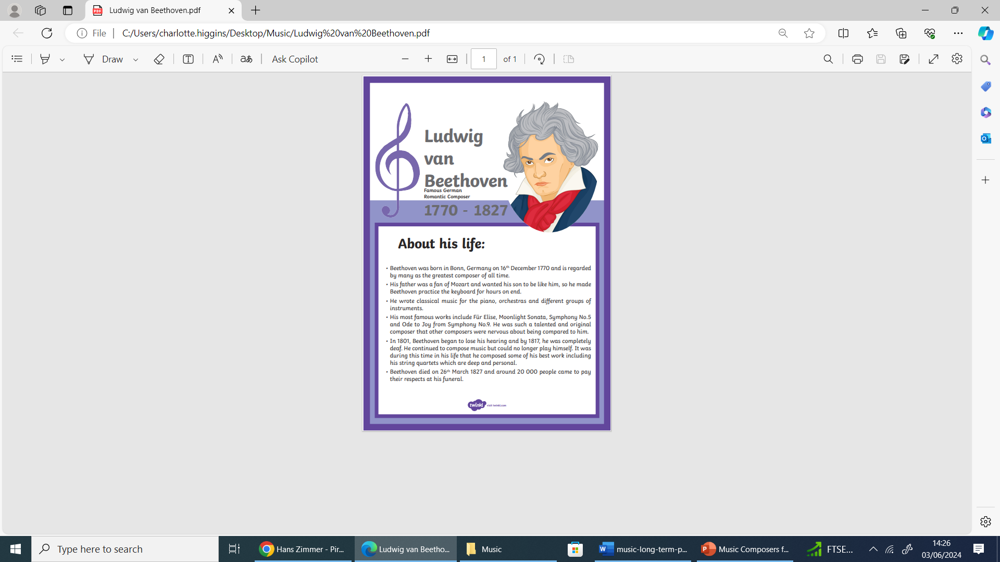 Ludwig van Beethoven.pdf
File
C:/Users/charlotte.higgins/Desktop/Music/Ludwig%20van%20Beethoven.pdf
Draw
Ask Copilot
1 of 1
Ludwig
van
Beethoven
Famous German
Romantic Composer
1770 - 1827
About his life:
• Beethoven was born in Bonn, Germany on 16th December 1770 and is regarded
by many as the greatest composer of all time.
• His father was a fan of Mozart and wanted his son to be like him, so he made
Beethoven practice the keyboard for hours on end.
• He wrote classical music for the piano, orchestras and different groups of
instruments.
• His most famous works include Für Elise, Moonlight Sonata, Symphony No.5
and Ode to Joy from Symphony No.9. He was such a talented and original
composer that other composers were nervous about being compared to him.
• In 1801, Beethoven began to lose his hearing and by 1817, he was completely
deaf. He continued to compose music but could no longer play himself. It was
during this time in his life that he composed some of his best work including
his string quartets which are deep and personal.
• Beethoven died on 26th March 1827 and around 20 000 people came to pay
their respects at his funeral.
twinkl visit twinkl.com
Type here to search
Hans Zimmer - Pir...
Ludwig van Beetho...
Music
music-long-term-p...
Music Composers f...
FTSE...
14:26
03/06/2024